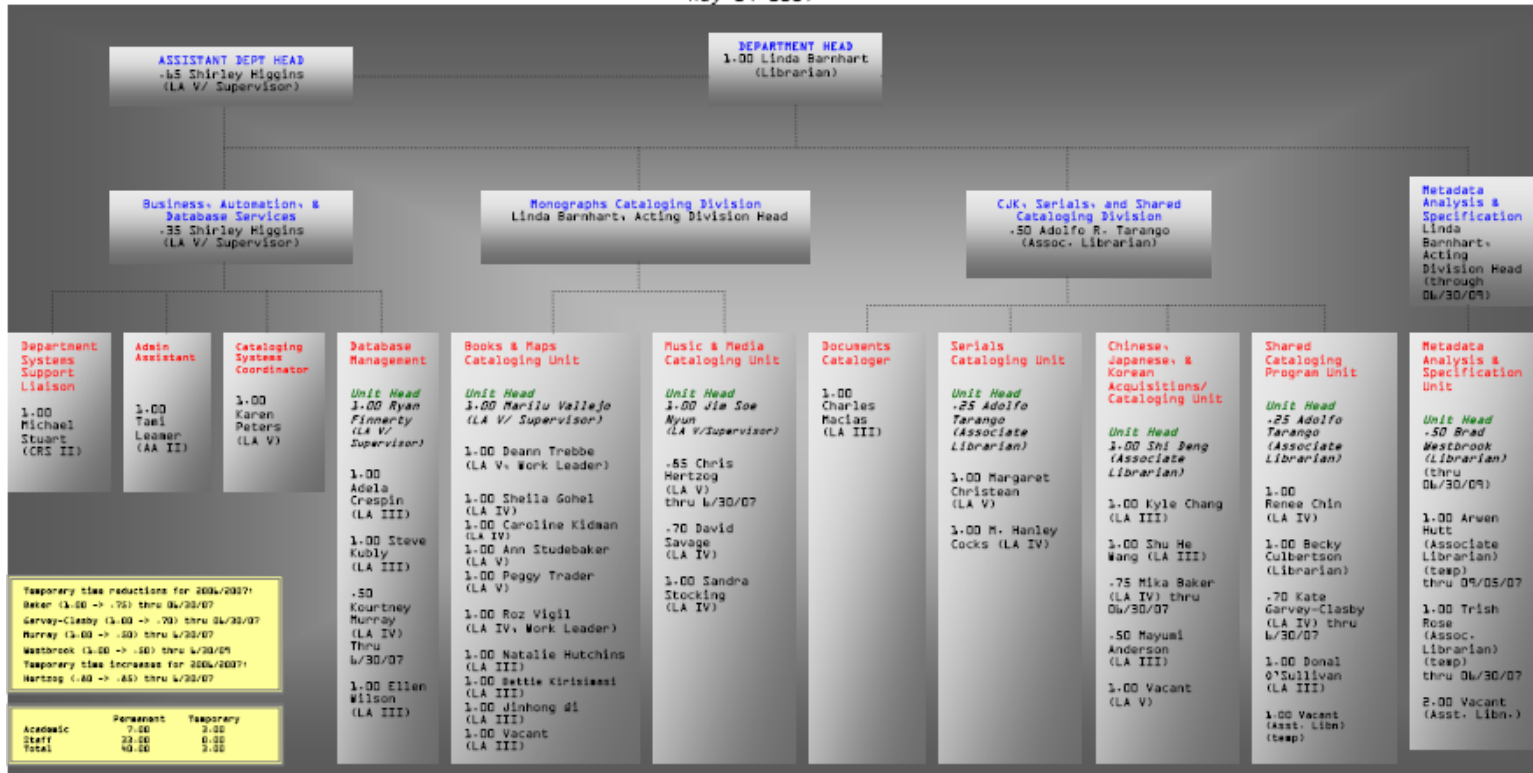 ASSISTANT DEPT HEAD
.65 Shirley Higgins
(LA V/ Supervisor)
DEPARTMENT HEAD
1.00 Linda Barnhart
(Librarian)
Business, Automation, &
Database Services
.35 Shirley Higgins
(LA V/ Supervisor)
Monographs Cataloging Division
Linda Barnhart, Acting Division Head
CJK, Serials, and Shared
Cataloging Division
.50 Adolfo R. Tarango
(Assoc. Librarian)
Metadata
Analysis &
Specification
Linda
Barnhart,
Acting
Division Head
(through
06/30/09)
Department
Systems
Support
Liaison
1.00
Michael
Stuart
(CRS II)
Admin
Assistant
1.00
Tami
Leamer
(AA II)
Cataloging
Systems
Coordinator
1.00
Karen
Peters
(LA V)
Database
Management
Unit Head
1.00 Ryan
Finnerty
(LA V/
Supervisor)
1.00
Adela
Crespin
(LA III)
1.00 Steve
Kubly
(LA III)
.50
Kourtney
Murray
(LA IV)
Thru
6/30/07
1.00 Ellen
Wilson
(LA III)
Books & Maps
Cataloging Unit
Unit Head
1.00 Marilu Vallejo
(LA V/ Supervisor)
1.00 Deann Trebbe
(LA V, Work Leader)
1.00 Sheila Gohel
(LA IV)
1.00 Caroline Kidman
(LA IV)
1.00 Ann Studebaker
(LA V)
1.00 Peggy Trader
(LA V)
1.00 Roz Vigil
(LA IV, Work Leader)
1.00 Natalie Hutchins
(LA III)
1.00 Bettie Kirisimasi
(LA III)
1.00 Jinhong Qi
(LA III)
1.00 Vacant
(LA III)
Music & Media
Cataloging Unit
Unit Head
1.00 Jim Soe
Nyun
(LA V/Supervisor)
.85 Chris
Hertzog
(LA V)
thru 6/30/07
.70 David
Savage
(LA IV)
1.00 Sandra
Stocking
(LA IV)
Documents
Cataloger
1.00
Charles
Macias
(LA III)
Serials
Cataloging Unit
Unit Head
.25 Adolfo
Tarango
(Associate
Librarian)
1.00 Margaret
Christean
(LA V)
1.00 M. Hanley
Cocks (LA IV)
Chinese,
Japanese, &
Korean
Acquisitions/
Cataloging Unit
Unit Head
1.00 Shi Deng
(Associate
Librarian)
1.00 Kyle Chang
(LA III)
1.00 Shu He
Wang (LA III)
.75 Mika Baker
(LA IV) thru
06/30/07
.50 Mayumi
Anderson
(LA III)
1.00 Vacant
(LA V)
Shared
Cataloging
Program Unit
Unit Head
.25 Adolfo
Tarango
(Associate
Librarian)
1.00
Renee Chin
(LA IV)
1.00 Becky
Culbertson
(Librarian)
.70 Kate
Garvey-Clasby
(LA IV) thru
6/30/07
1.00 Donal
O'Sullivan
(LA III)
1.00 Vacant
(Asst. Libn)
(temp)
Metadata
Analysis &
Specification
Unit
Unit Head
.50 Brad
Westbrook
(Librarian)
(thru
06/30/09)
1.00 Arwen
Hutt
(Associate
Librarian)
(temp)
thru 09/05/07
1.00 Trish
Rose
(Assoc.
Librarian)
(temp)
thru 06/30/07
2.00 Vacant
(Asst. Libn.)
Temporary time reductions for 2006/2007:
Baker (1.00 -> .75) thru 06/30/07
Garvey-Clasby (1.00 -> .70) thru 06/30/07
Murray (1.00 -> .50) thru 6/30/07
Westbrook (1.00 -> .50) thru 6/30/09
Temporary time increases for 2006/2007:
Hertzog (.80 -> .85) thru 6/30/07
Permanent Temporary
Academic 7.00 3.00
Staff 33.00 0.00
Total 40.00 3.00